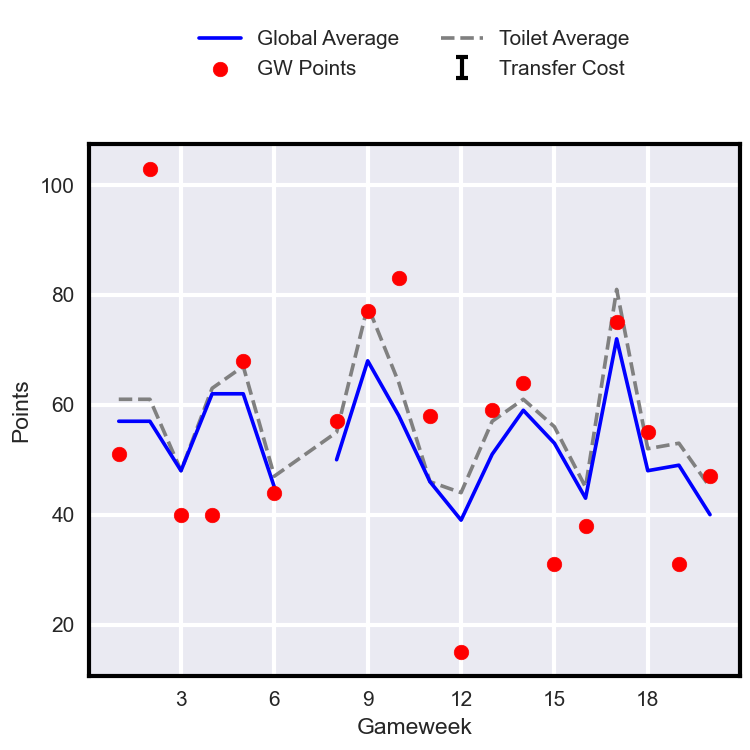 Global Average
Toilet Average
GW Points
Transfer Cost
100
80
60
40
20
Points
3 6 9 12 15 18
Gameweek